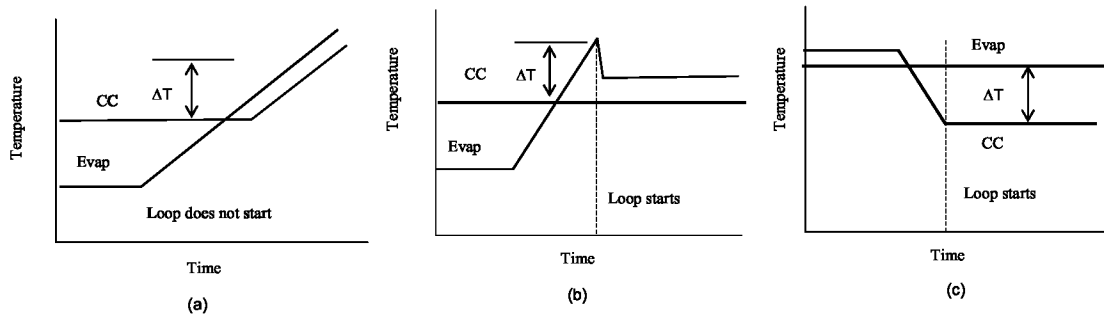 Temperature
CC
ΔT
Evap
Loop does not start
Time
(a)
Temperature
CC
ΔT
Evap
Loop starts
Time
(b)
Temperature
Evap
ΔT
CC
Loop starts
Time
(c)